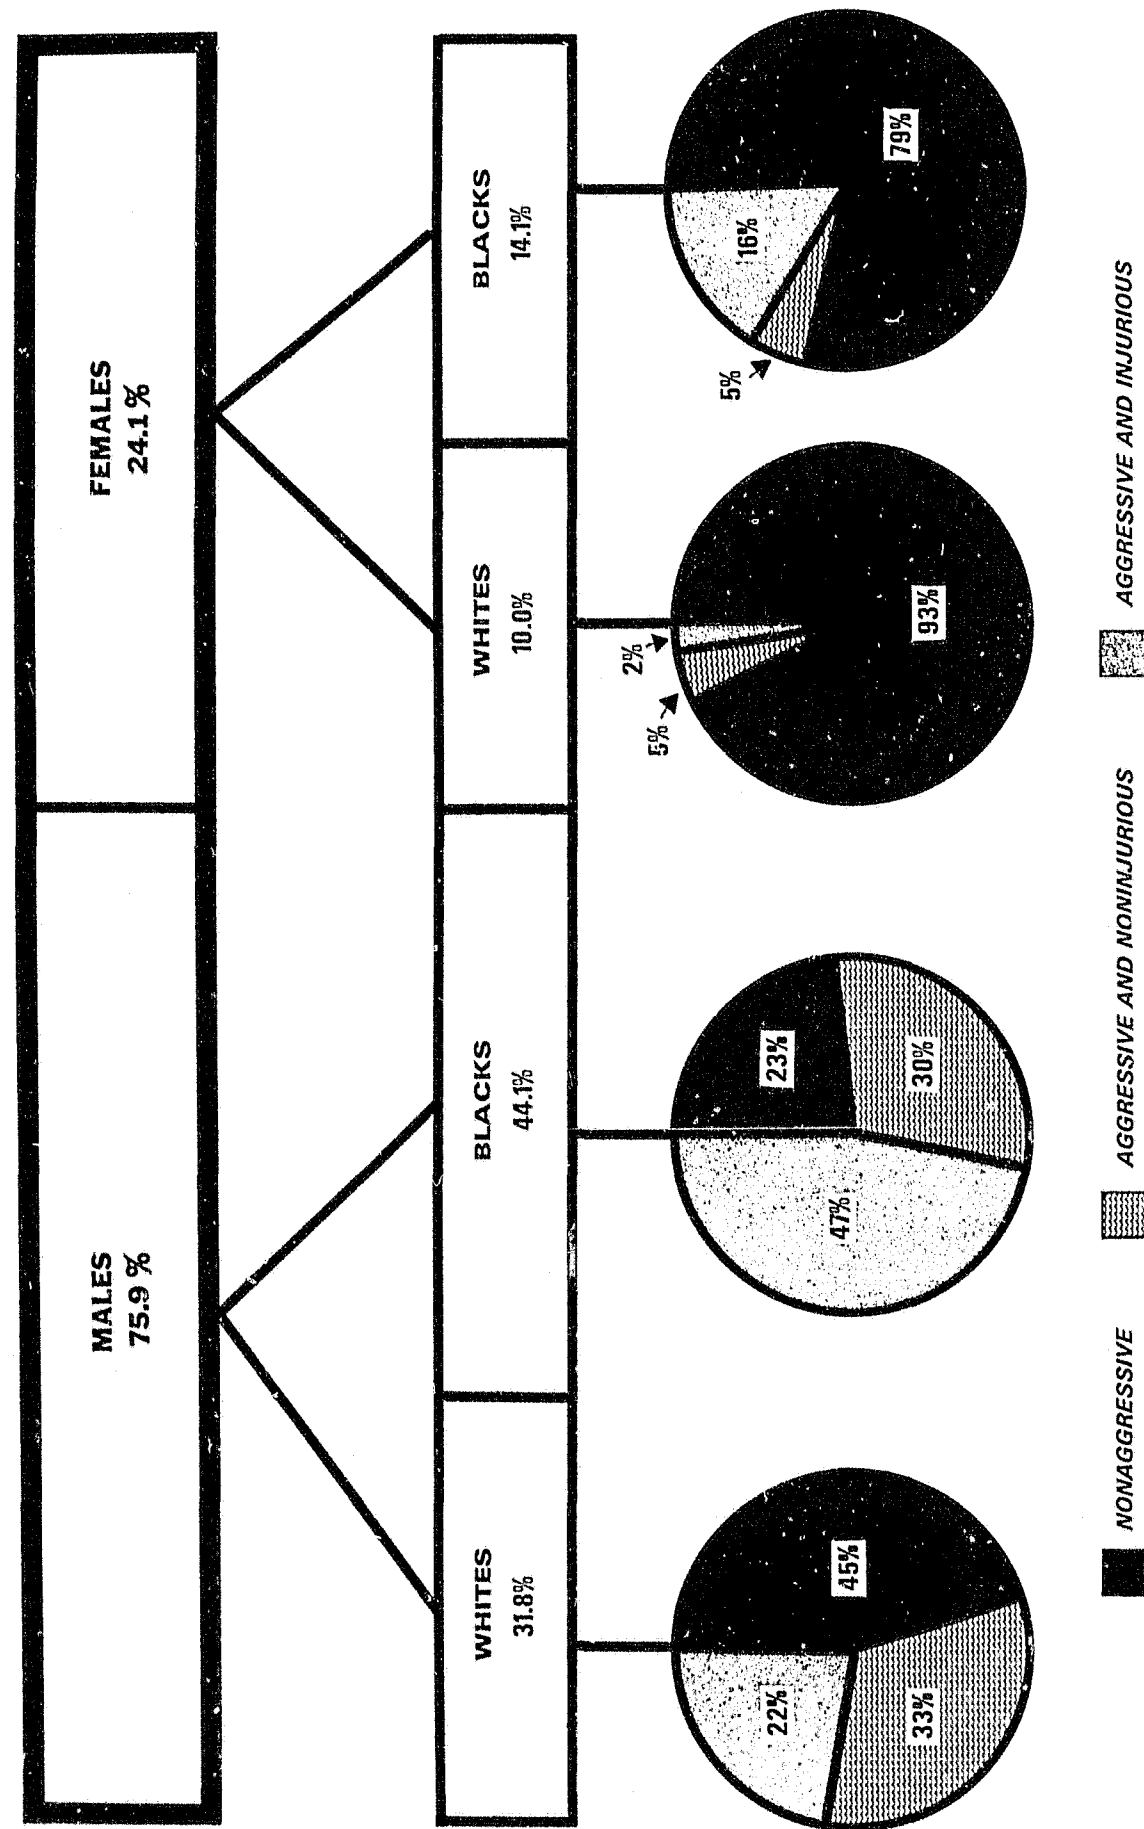 MALES
75.9 %
FEMALES
24.1 %
WHITES
31.8%
BLACKS
44.1%
WHITES
10.0%
BLACKS
14.1%
22%
45%
33%
47%
23%
30%
5%
2%
93%
5%
16%
79%
NONAGGRESSIVE
AGGRESSIVE AND NONINJURIOUS
AGGRESSIVE AND INJURIOUS